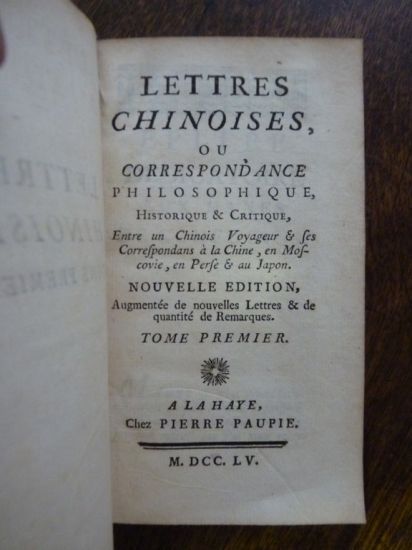 LETTRES
CHINOISES,
OU
CORRESPONDANCE
PHILOSOPHIQUE,
HISTORIQUE & CRITIQUE,
Entre un Chinois Voyageur & ses
Correspondans à la Chine, en Mos-
covie, en Perse & au Japon.
NOUVELLE EDITION,
Augmentée de nouvelles Lettres & de
quantité de Remarques.
TOME PREMIER.
A LA HAYE,
Chez PIERRE PAUPIE.
M. DCC. LV.